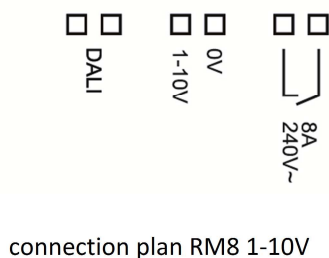 DALI
1-10V
0V
8A
240V~
connection plan RM8 1-10V